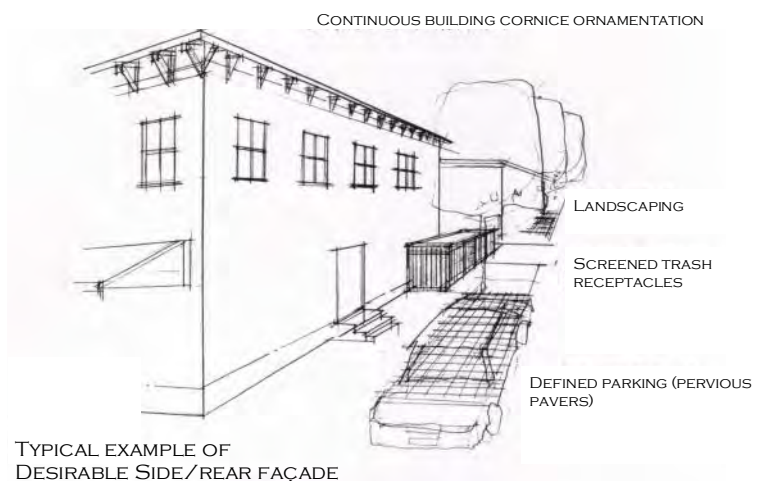 CONTINUOUS BUILDING CORNICE ORNAMENTATION
LANDSCAPING
SCREENED TRASH
RECEPTACLES
DEFINED PARKING (PERVIOUS
PAVERS)
TYPICAL EXAMPLE OF
DESIRABLE SIDE/REAR FAÇADE